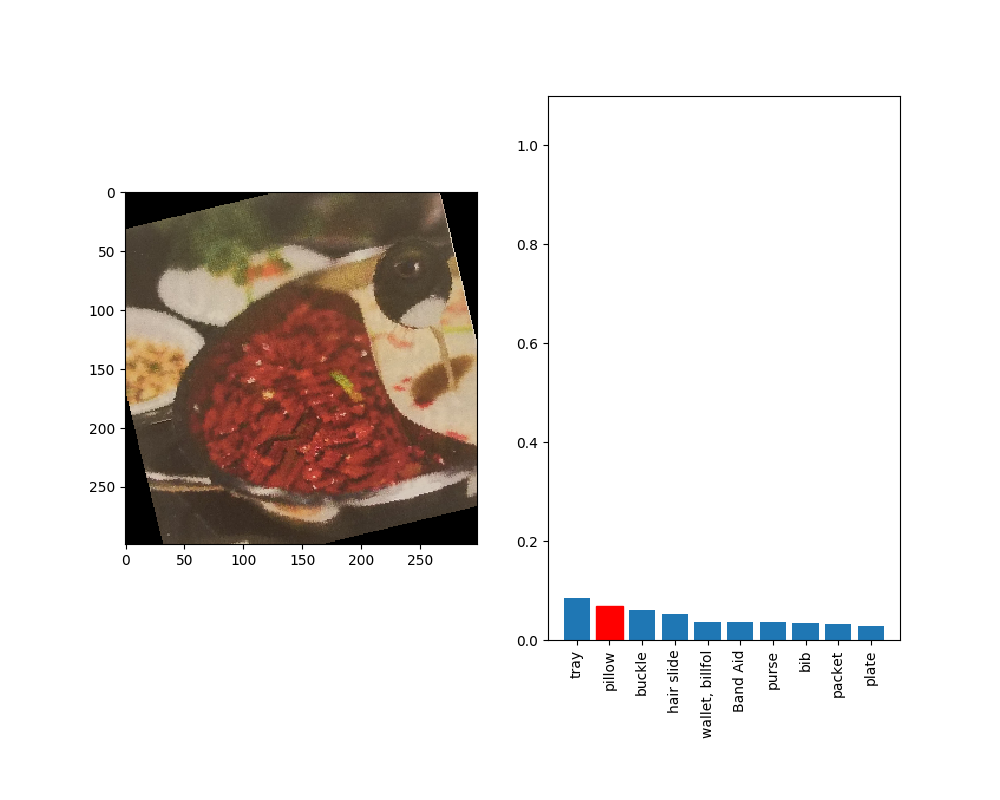 0
50
100
150
200
250
0 50 100 150 200 250
1.0
0.8
0.6
0.4
0.2
0.0
tray
pillow
buckle
hair slide
wallet, billfol
Band Aid
purse
bib
packet
plate